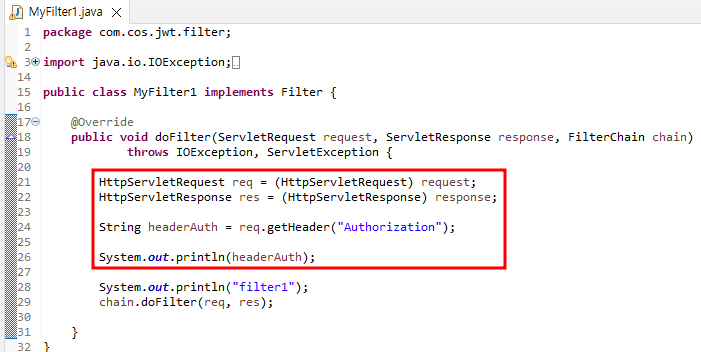 MyFilter1.java
1 package com.cos.jwt.filter;
2
3 import java.io.IOException;
14
15 public class MyFilter1 implements Filter {
16
17 @Override
18 public void doFilter(ServletRequest request, ServletResponse response, FilterChain chain)
19 throws IOException, ServletException {
20
21 HttpServletRequest req = (HttpServletRequest) request;
22 HttpServletResponse res = (HttpServletResponse) response;
23
24 String headerAuth = req.getHeader("Authorization");
25
26 System.out.println(headerAuth);
27
28 System.out.println("filter1");
29 chain.doFilter(req, res);
30
31 }
32 }